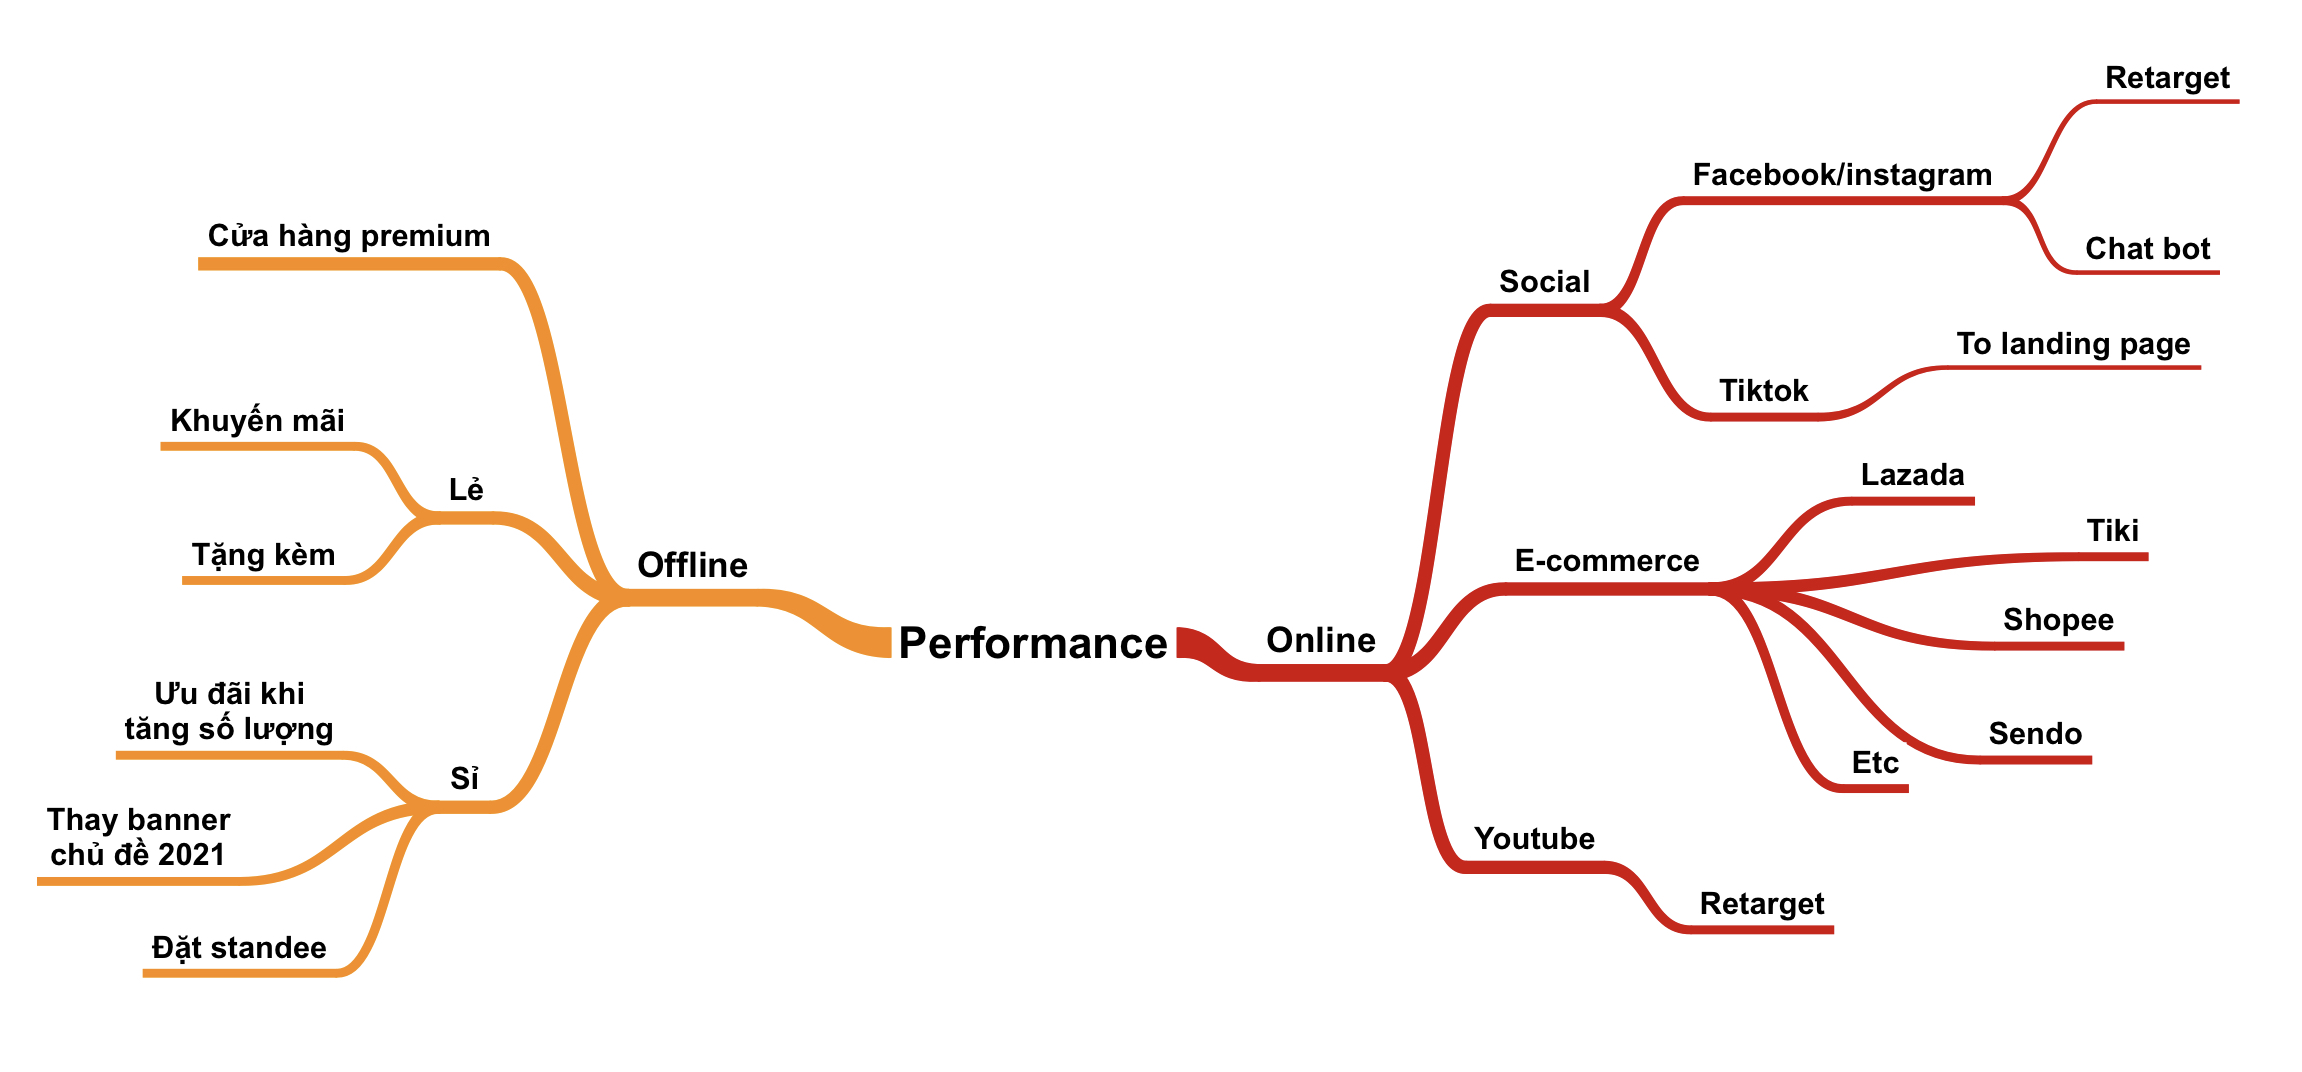 Performance
Offline
Cửa hàng premium
Lẻ
Khuyến mãi
Tặng kèm
Sỉ
Ưu đãi khi
tăng số lượng
Thay banner
chủ đề 2021
Đặt standee
Online
Social
Facebook/instagram
Retarget
Chat bot
Tiktok
To landing page
E-commerce
Lazada
Tiki
Shopee
Sendo
Etc
Youtube
Retarget